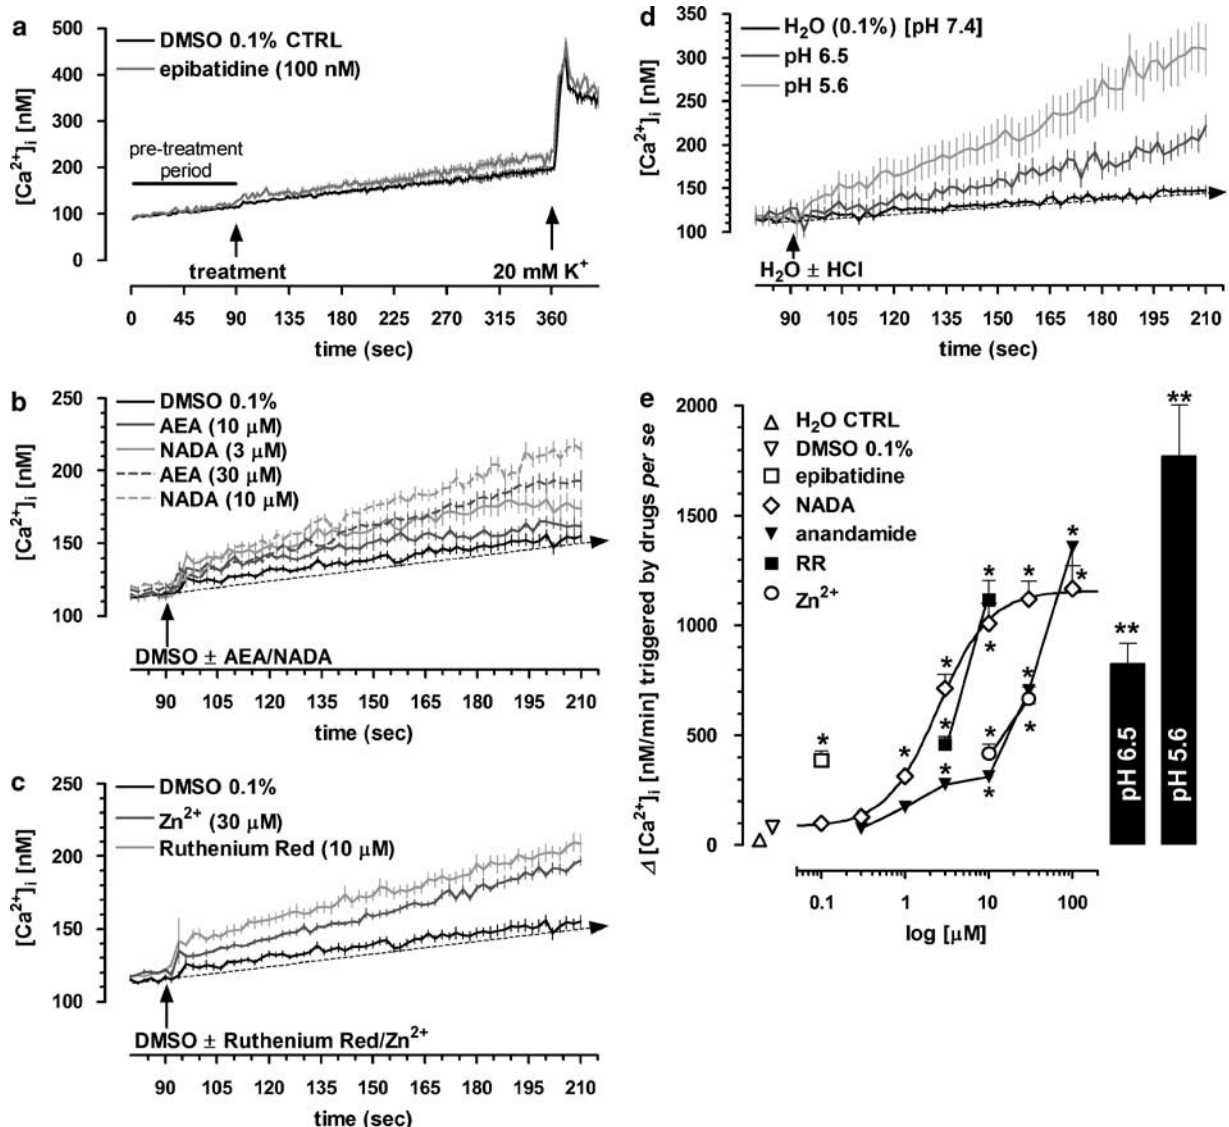 a
DMSO 0.1% CTRL
epibatidine (100 nM)
[Ca²⁺]ᵢ [nM]
500
400
300
200
100
0
pre-treatment
period
treatment
20 mM K⁺
0 45 90 135 180 225 270 315 360
time (sec)
b
DMSO 0.1%
AEA (10 μM)
NADA (3 μM)
AEA (30 μM)
NADA (10 μM)
[Ca²⁺]ᵢ [nM]
250
200
150
100
DMSO ± AEA/NADA
90 105 120 135 150 165 180 195 210
time (sec)
c
DMSO 0.1%
Zn²⁺ (30 μM)
Ruthenium Red (10 μM)
[Ca²⁺]ᵢ [nM]
250
200
150
100
DMSO ± Ruthenium Red/Zn²⁺
90 105 120 135 150 165 180 195 210
time (sec)
d
H₂O (0.1%) [pH 7.4]
pH 6.5
pH 5.6
[Ca²⁺]ᵢ [nM]
350
300
250
200
150
100
H₂O ± HCl
90 105 120 135 150 165 180 195 210
time (sec)
e
H₂O CTRL
DMSO 0.1%
epibatidine
NADA
anandamide
RR
Zn²⁺
Δ [Ca²⁺]ᵢ [nM/min] triggered by drugs per se
2000
1500
1000
500
0
0.1 1 10 100
log [μM]
* * * * * * * * * * * * * *
** **
pH 6.5
pH 5.6